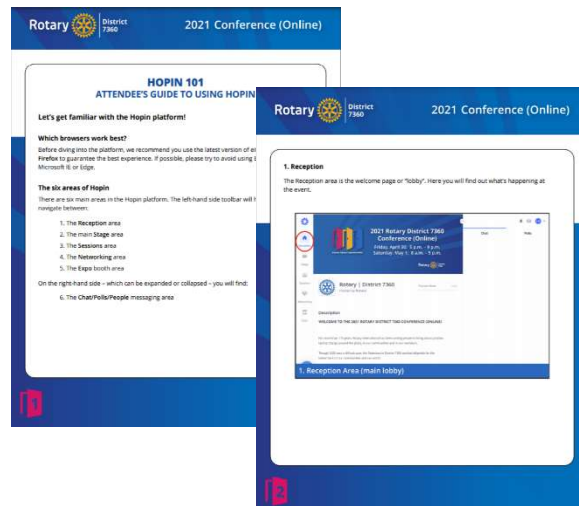 Rotary District 7360
2021 Conference (Online)
HOPIN 101
ATTENDEE'S GUIDE TO USING HOPIN
Let's get familiar with the Hopin platform!
Which browsers work best?
Before diving into the platform, we recommend you use the latest version of
Firefox to guarantee the best experience. If possible, please try to avoid using
Microsoft IE or Edge.
The six areas of Hopin
There are six main areas in the Hopin platform. The left-hand side toolbar will
navigate between:
1. The Reception area
2. The main Stage area
3. The Sessions area
4. The Networking area
5. The Expo booth area
On the right-hand side – which can be expanded or collapsed – you will find:
6. The Chat/Polls/People messaging area
1
Rotary District 7360
2021 Conference (Online)
1. Reception
The Reception area is the welcome page or "lobby". Here you will find out what's happening at
the event.
2021 Rotary District 7360
Conference (Online)
Friday, April 30: 5 p.m. - 8 p.m.
Saturday, May 1: 8 a.m. - 3 p.m.
Rotary
Chat
Polls
Rotary | District 7360
Description
WELCOME TO THE 2021 ROTARY DISTRICT 7360 CONFERENCE (ONLINE)!
1. Reception Area (main lobby)
2